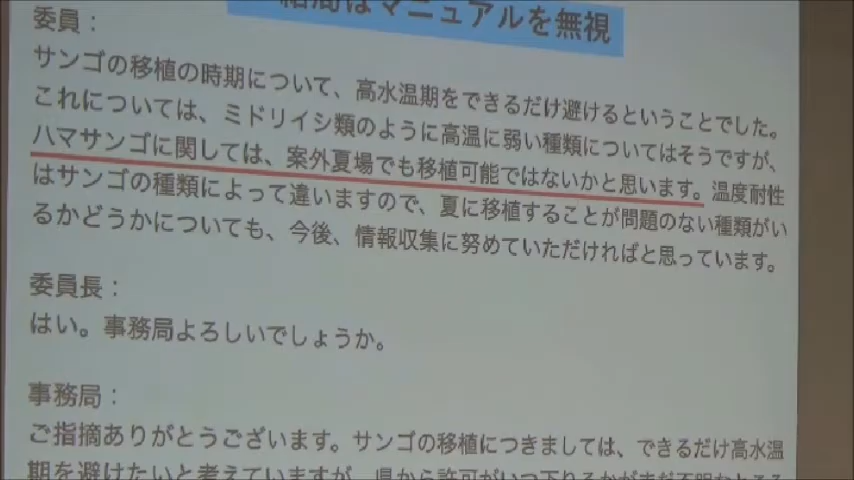 結局はマニュアルを無視
委員：
サンゴの移植の時期について、高水温期をできるだけ避けるということでした。
これについては、ミドリイシ類のように高温に弱い種類についてはそうですが、
ハマサンゴに関しては、案外夏場でも移植可能ではないかと思います。温度耐性
はサンゴの種類によって違いますので、夏に移植することが問題のない種類がい
るかどうかについても、今後、情報収集に努めていただければと思っています。
委員長：
はい。事務局よろしいでしょうか。
事務局：
ご指摘ありがとうございます。サンゴの移植につきましては、できるだけ高水温
期を避けたいと考えていますが、県から許可がいつ下りるかがまだ不明なところ